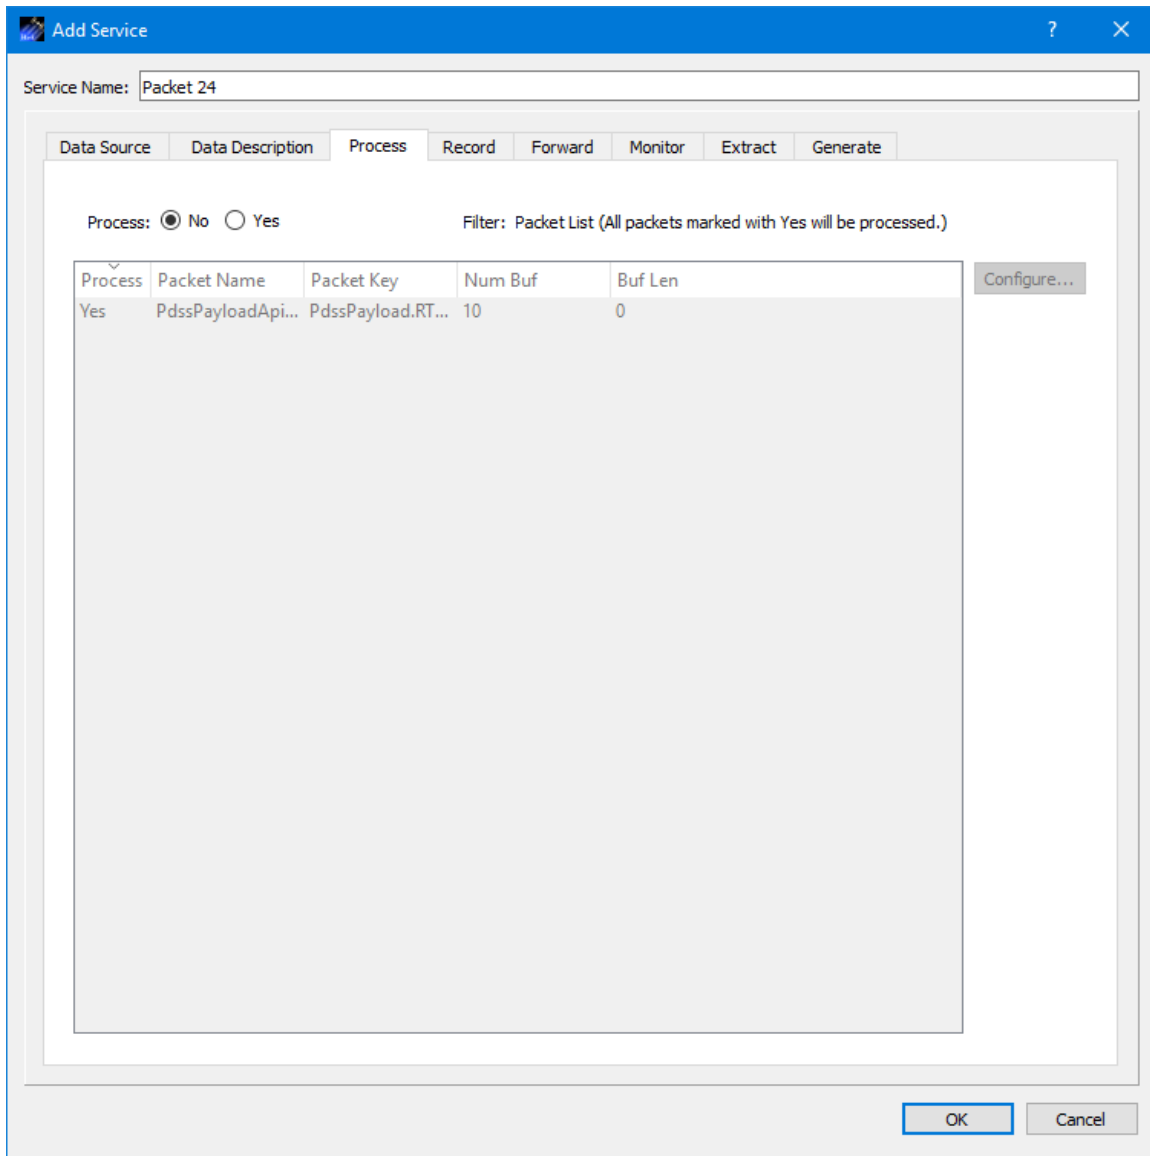 Add Service
Service Name: Packet 24
Data Source Data Description Process Record Forward Monitor Extract Generate
Process: No Yes Filter: Packet List (All packets marked with Yes will be processed.)
Process Packet Name Packet Key Num Buf Buf Len Configure...
Yes PdssPayloadApi... PdssPayload.RT... 10 0
OK Cancel